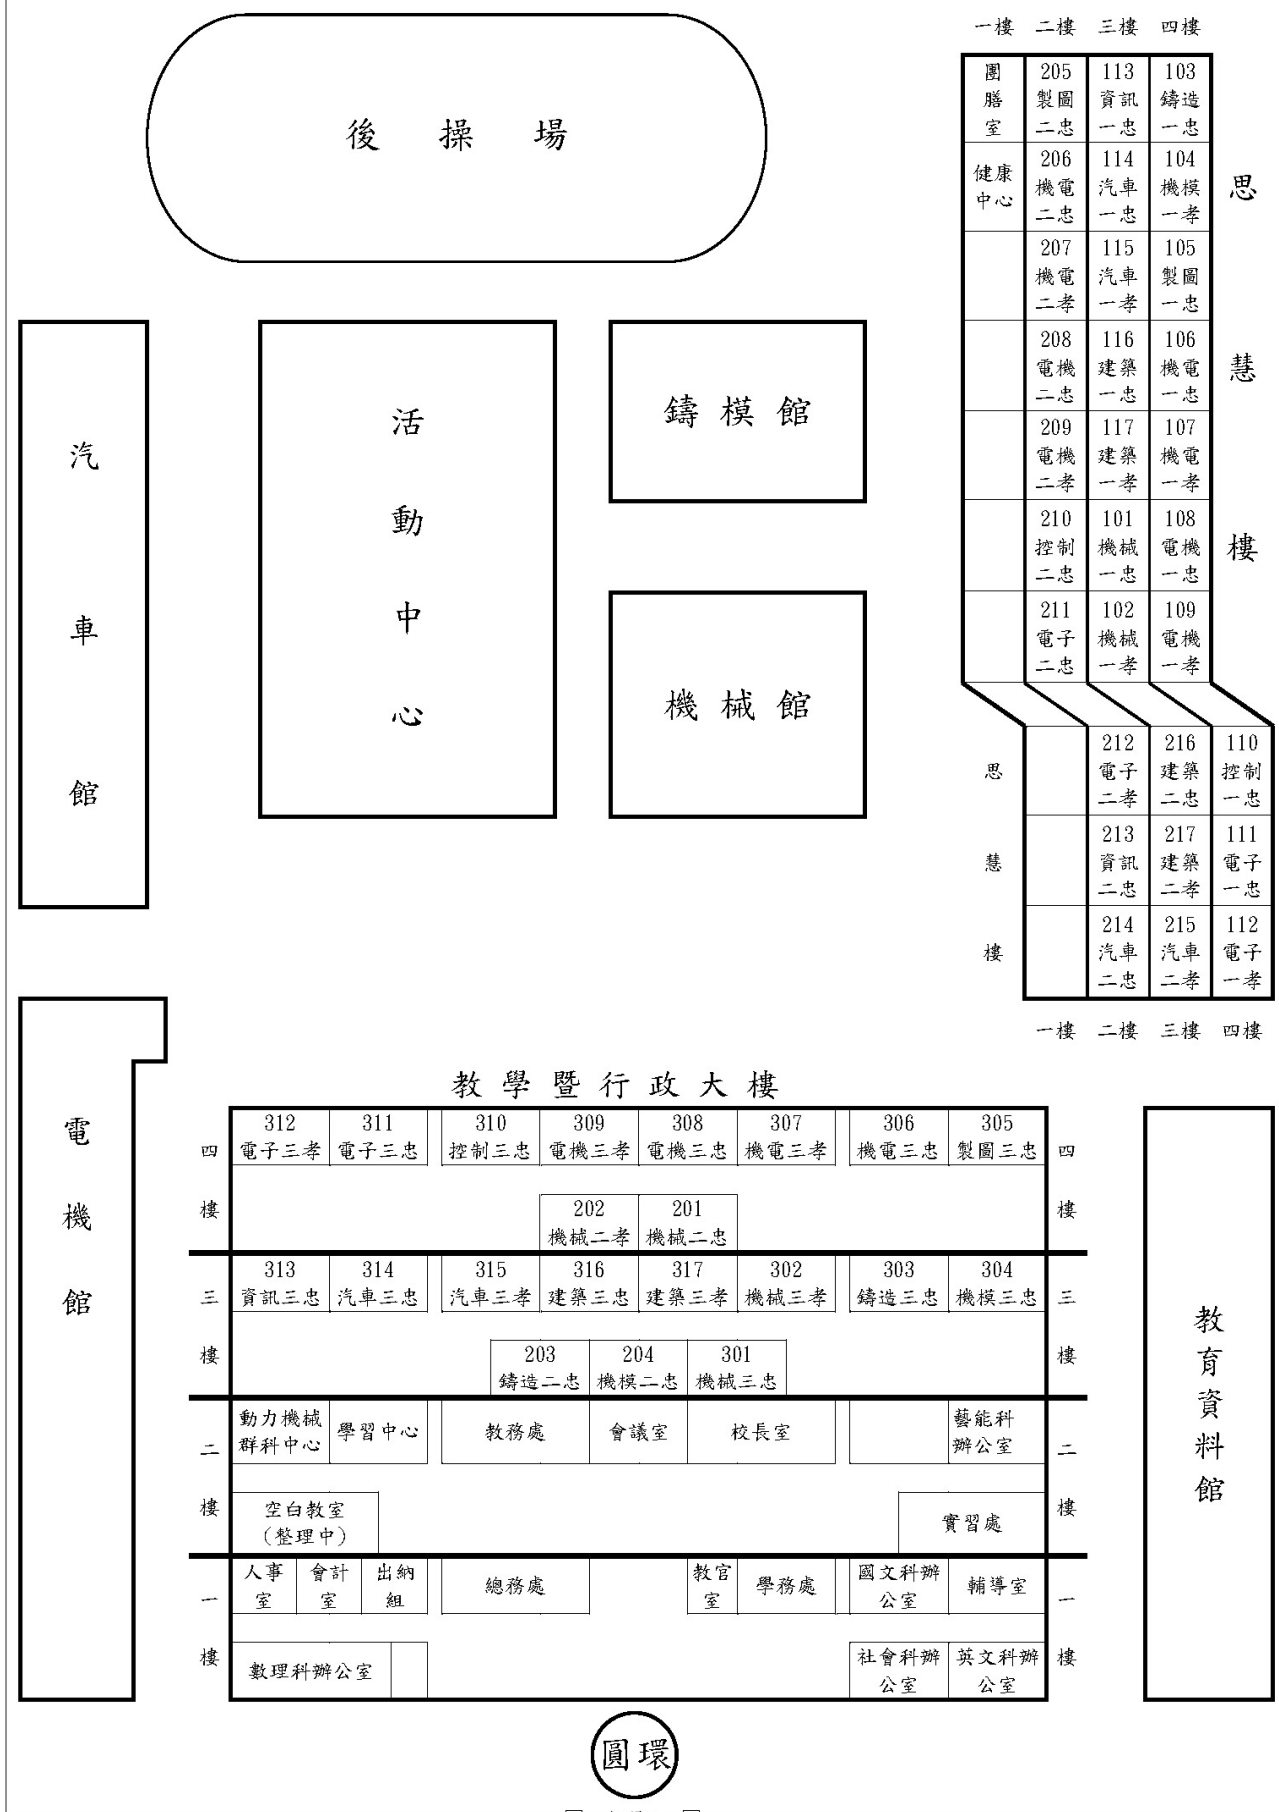 一樓 二樓 三樓 四樓
後操場
團膳室
205 製圖二忠
113 資訊一忠
103 鑄造一忠
健康中心
206 機電二忠
114 汽車一忠
104 機模一孝
207 機電二孝
115 汽車一孝
105 製圖一忠
208 電機二忠
116 建築一忠
106 機電一忠
209 電機二孝
117 建築一孝
107 機電一孝
210 控制二忠
101 機械一忠
108 電機一忠
211 電子二忠
102 機械一孝
109 電機一孝
思慧樓
汽車館
活動中心
鑄模館
機械館
思慧樓
212 電子二孝
216 建築二忠
110 控制一忠
213 資訊二忠
217 建築二孝
111 電子一忠
214 汽車二忠
215 汽車二孝
112 電子一孝
一樓 二樓 三樓 四樓
電機館
教學暨行政大樓
四樓
312 電子三孝
311 電子三忠
310 控制三忠
309 電機三孝
308 電機三忠
307 機電三孝
306 機電三忠
305 製圖三忠
四樓
202 機械二孝
201 機械二忠
三樓
313 資訊三忠
314 汽車三忠
315 汽車三孝
316 建築三忠
317 建築三孝
302 機械三孝
303 鑄造三忠
304 機模三忠
三樓
203 鑄造二忠
204 機模二忠
301 機械三忠
二樓
動力機械群科中心
學習中心
教務處
會議室
校長室
藝能科辦公室
二樓
空白教室
(整理中)
實習處
一樓
人事室
會計室
出納組
總務處
教官室
學務處
國文科辦公室
輔導室
一樓
數理科辦公室
社會科辦公室
英文科辦公室
教育資料館
圓環